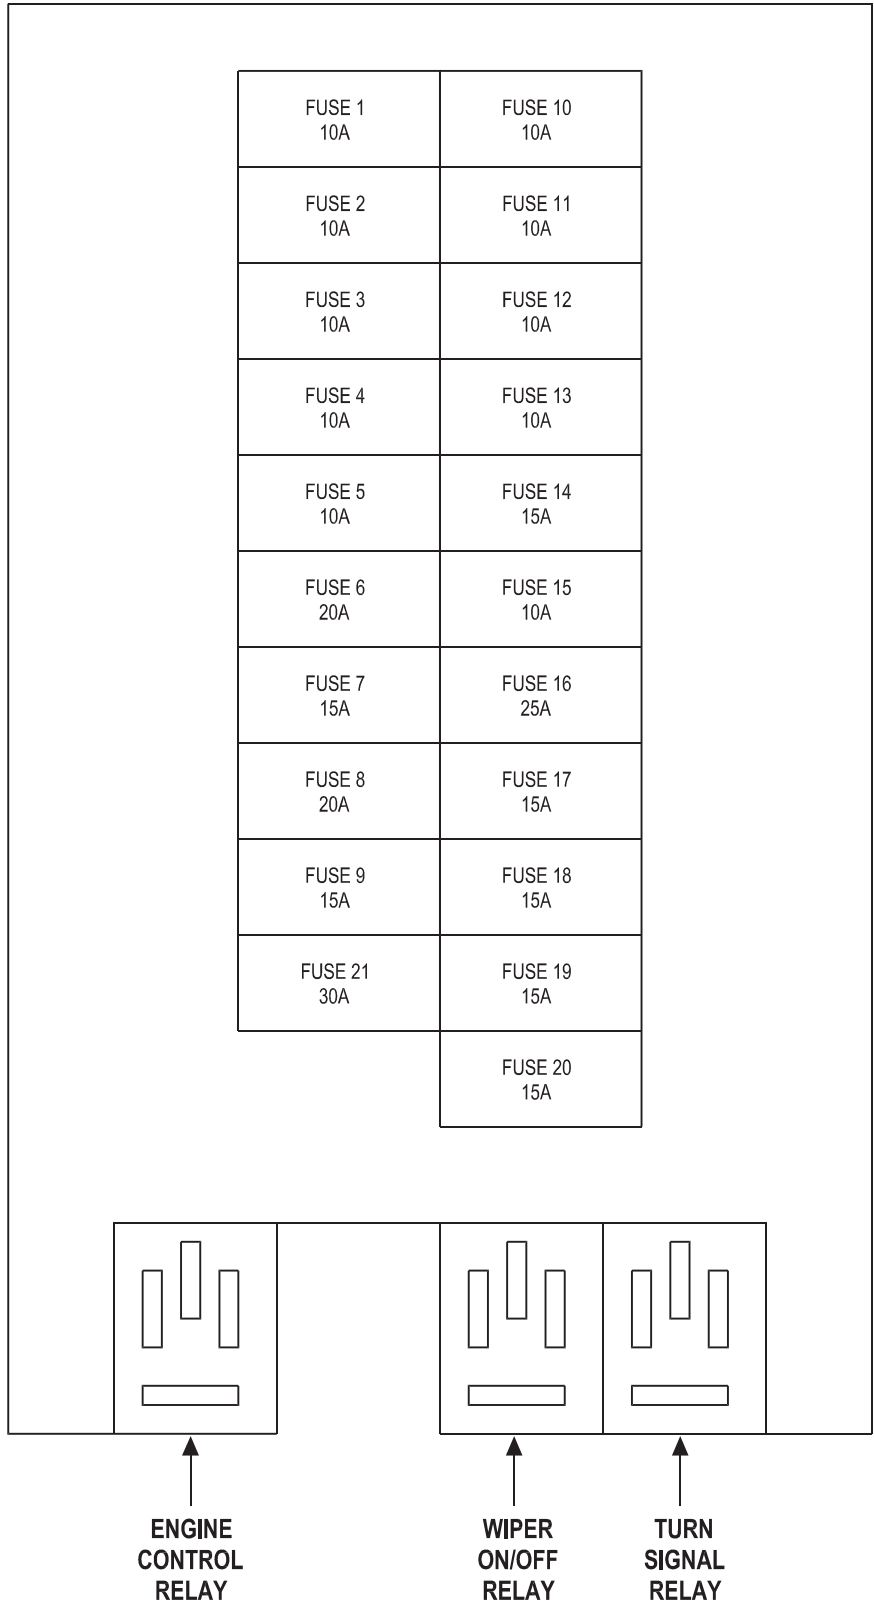 FUSE 1
10A
FUSE 10
10A
FUSE 2
10A
FUSE 11
10A
FUSE 3
10A
FUSE 12
10A
FUSE 4
10A
FUSE 13
10A
FUSE 5
10A
FUSE 14
15A
FUSE 6
20A
FUSE 15
10A
FUSE 7
15A
FUSE 16
25A
FUSE 8
20A
FUSE 17
15A
FUSE 9
15A
FUSE 18
15A
FUSE 21
30A
FUSE 19
15A
FUSE 20
15A
ENGINE
CONTROL
RELAY
WIPER
ON/OFF
RELAY
TURN
SIGNAL
RELAY